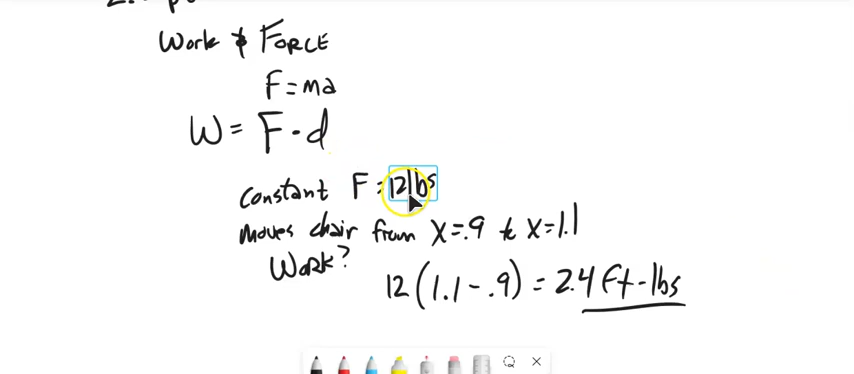 Work & FORCE
F = ma
W = F · d
Constant F = 12 lbs
moves chair from x = .9 to x = 1.1
Work?
12 (1.1 - .9) = 2.4 ft-lbs